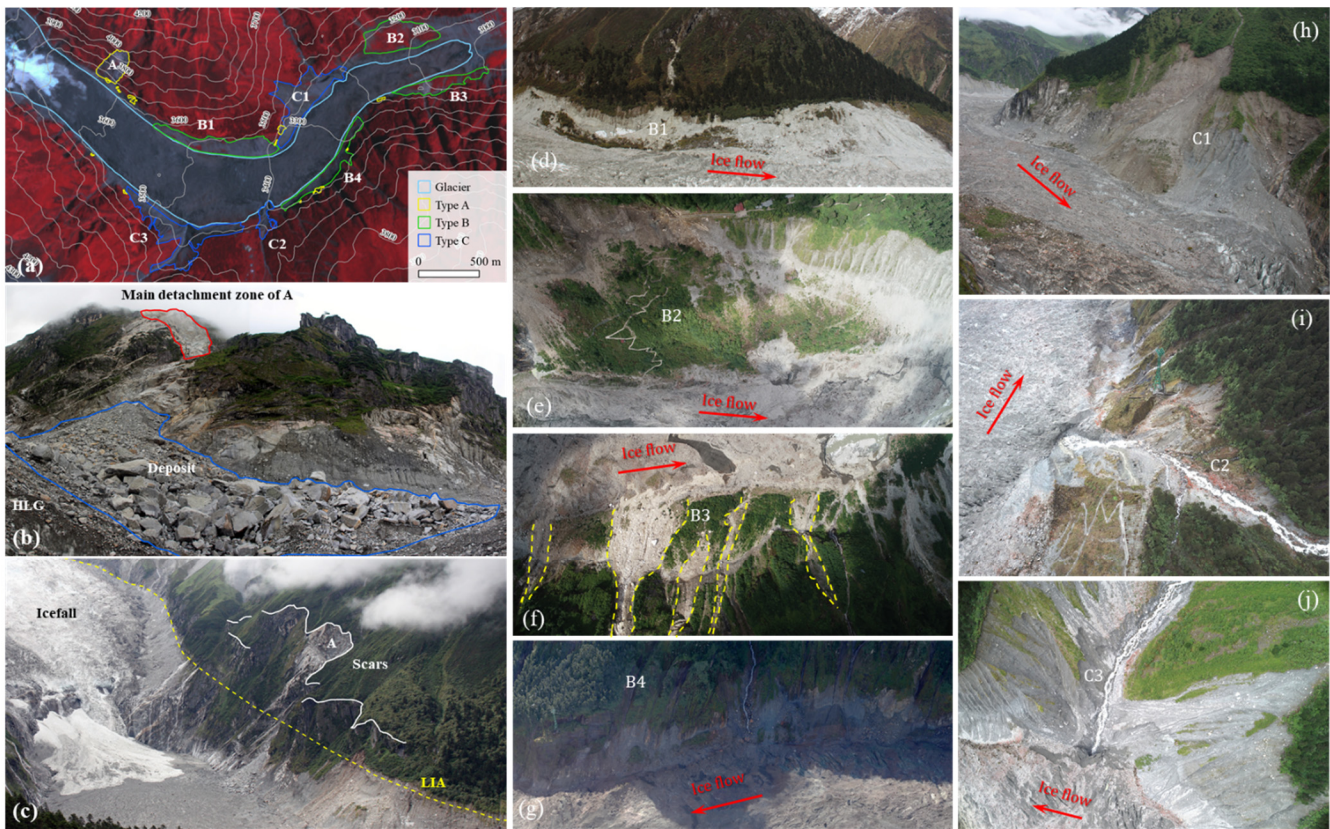 B2
A
C1
B3
B1
B4
C3
C2
Glacier
Type A
Type B
Type C
0
500 m
(a)
Main detachment zone of A
Deposit
HLG
(b)
Icefall
A
Scars
LIA
(c)
B1
Ice flow
(d)
B2
Ice flow
(e)
Ice flow
B3
(f)
B4
Ice flow
(g)
(h)
C1
Ice flow
(i)
Ice flow
C2
(j)
C3
Ice flow